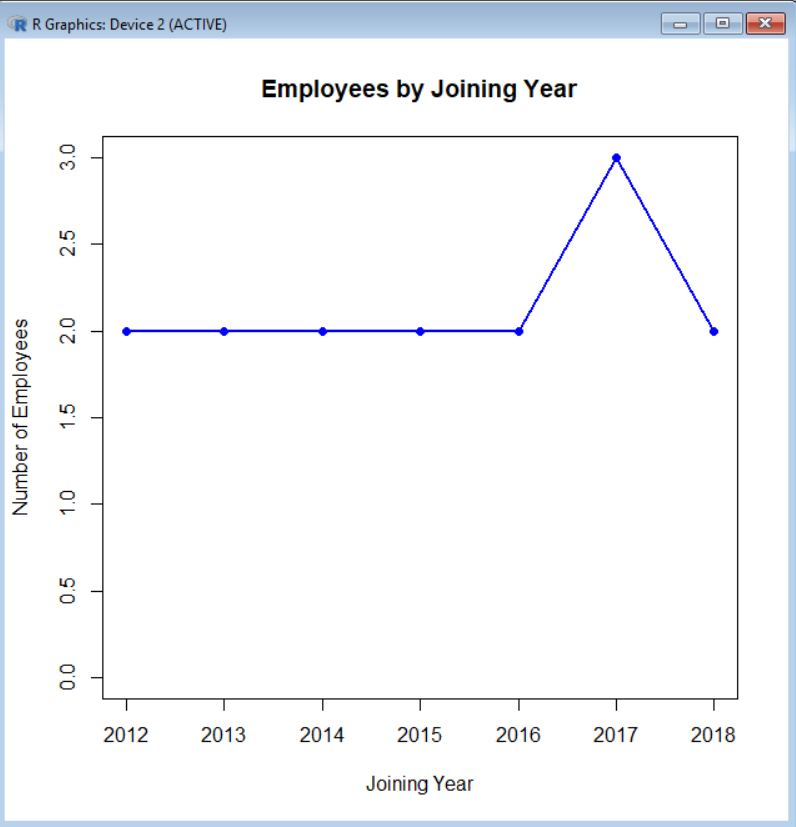 R Graphics: Device 2 (ACTIVE)
Employees by Joining Year
3.0
2.5
2.0
1.5
1.0
0.5
0.0
Number of Employees
2012 2013 2014 2015 2016 2017 2018
Joining Year